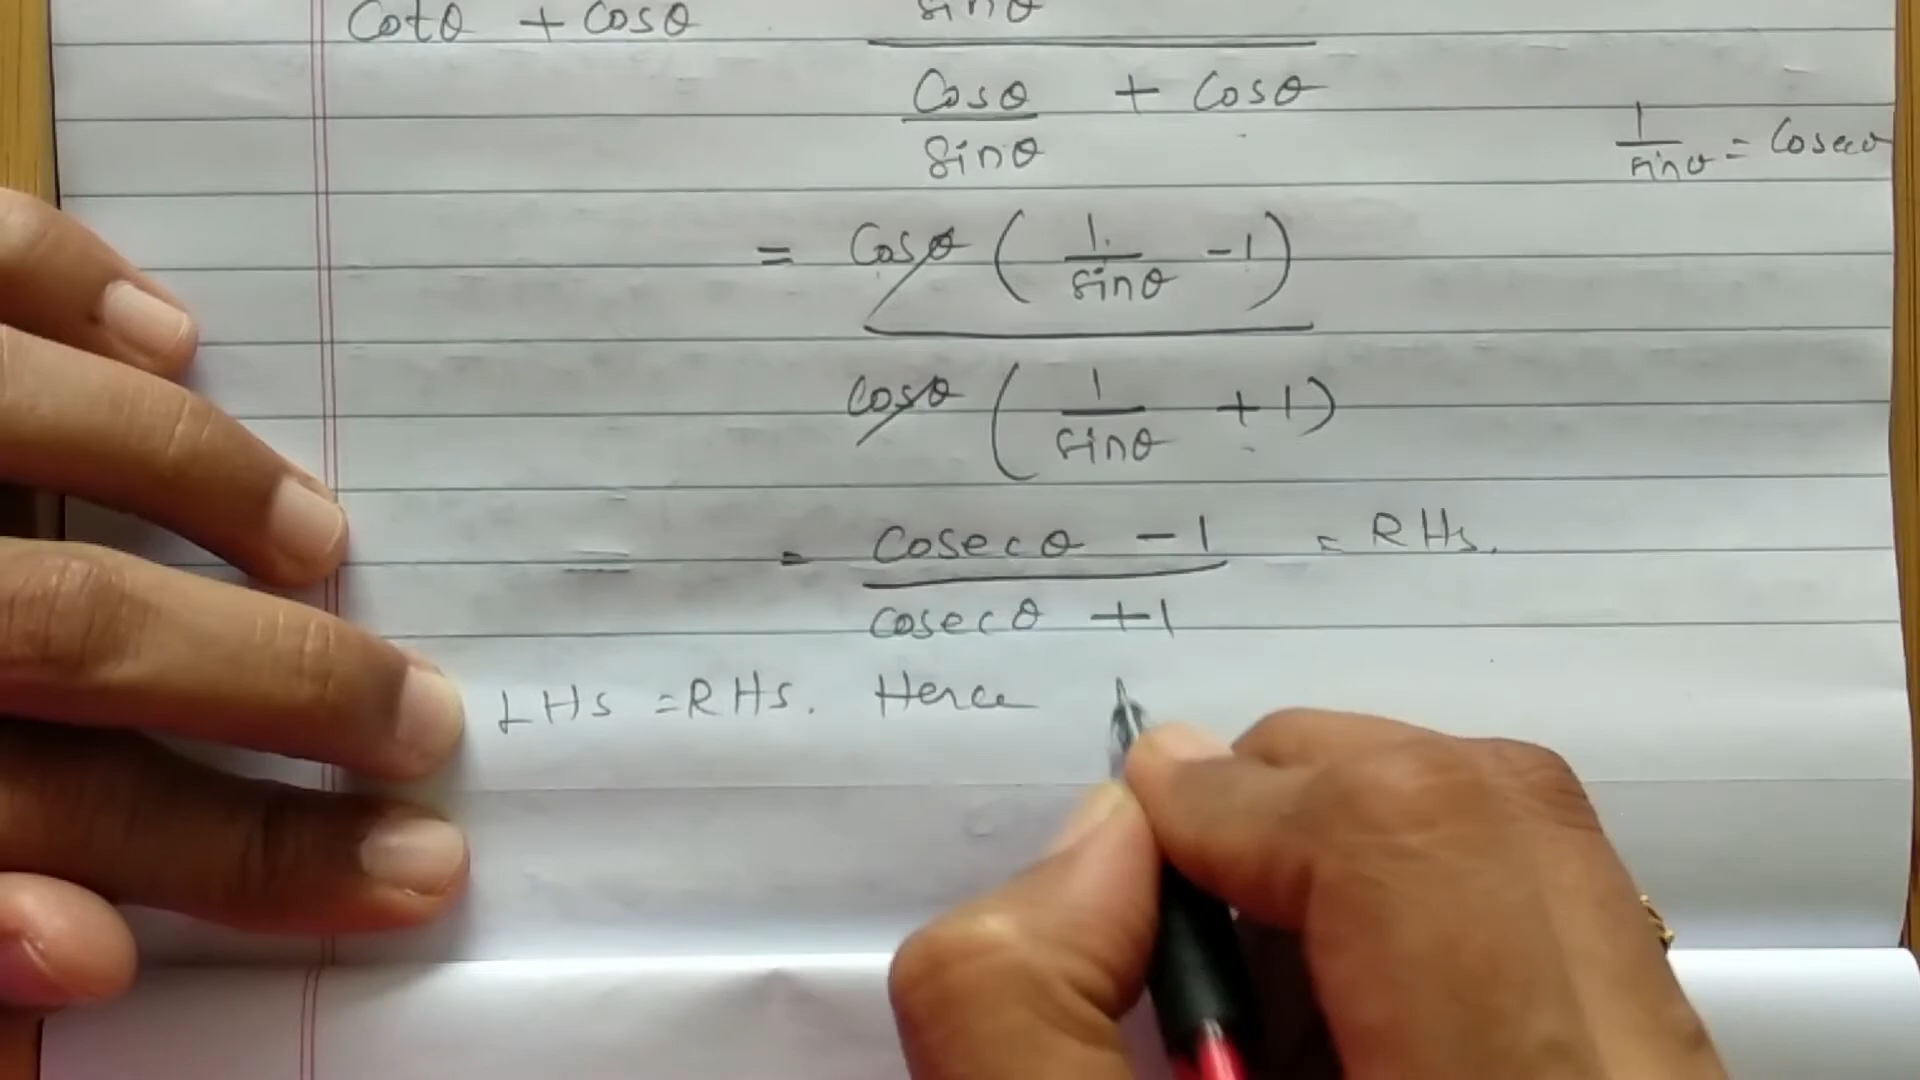 Cotθ + Cosθ sinθ
Cosθ + Cosθ
sinθ
1
sinθ = Cosecθ
= Cosθ ( 1 - 1 )
sinθ
Cosθ ( 1 + 1 )
sinθ
= Cosecθ - 1 = RHS.
Cosecθ + 1
LHS = RHS. Hence